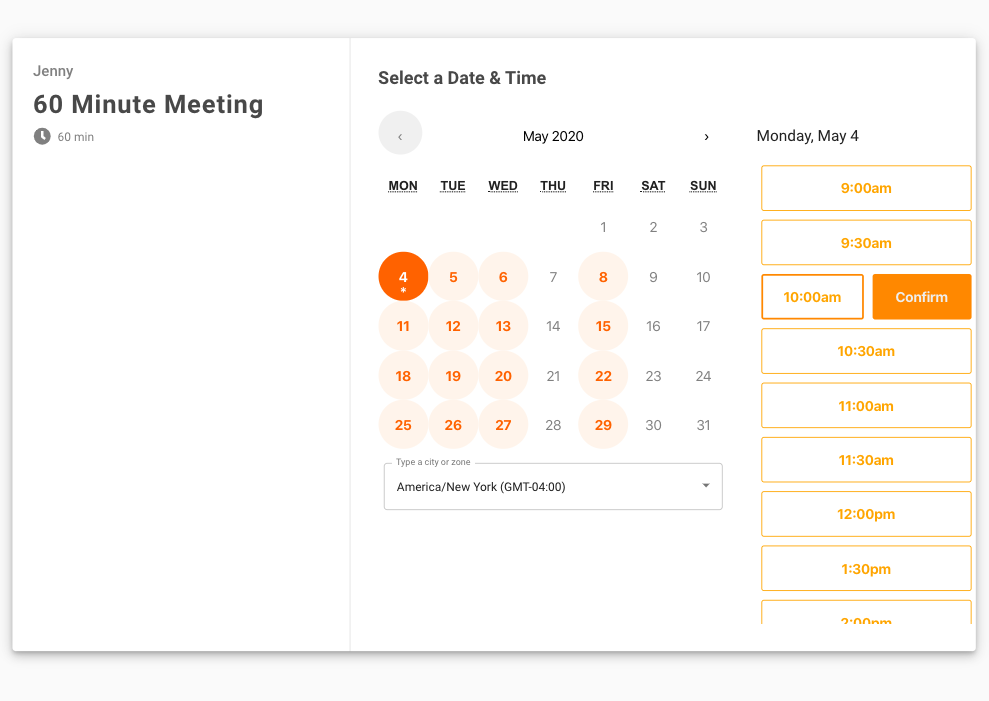 Jenny
60 Minute Meeting
60 min
Select a Date & Time
‹ May 2020 ›
MON TUE WED THU FRI SAT SUN
1 2 3
4 5 6 7 8 9 10
*
11 12 13 14 15 16 17
18 19 20 21 22 23 24
25 26 27 28 29 30 31
Type a city or zone
America/New York (GMT-04:00)
Monday, May 4
9:00am
9:30am
10:00am Confirm
10:30am
11:00am
11:30am
12:00pm
1:30pm
2:00pm